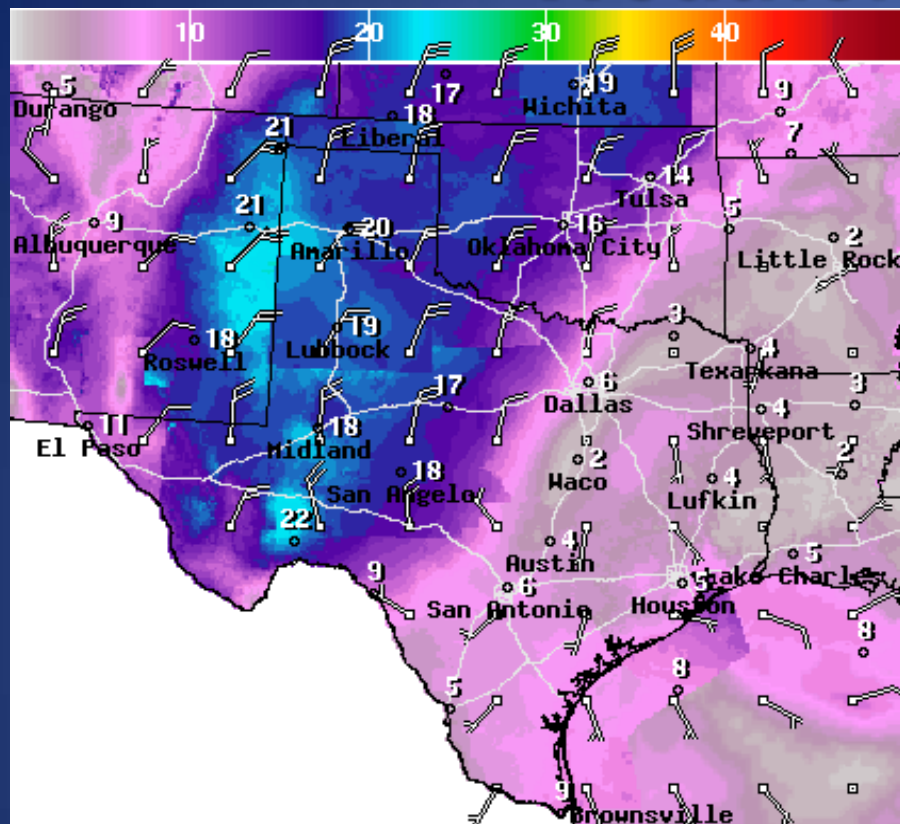 10 20 30 40
5 17 19
Durango 18 Wichita 9
21 Liberal 7
14
Tulsa
9 21 20 16 5 2
Albuquerque Amarillo Oklahoma City Little Rock
18 19 3 4
Roswell Lubbock Texarkana
17 6 3
Dallas 4
11 18 Shreveport
El Paso Midland 2 2
18 Waco 4
San Angelo Lufkin
22 4 5
Austin Lake Charles
9 6 5
San Antonio Houston
8 8
5
9
Brownsville